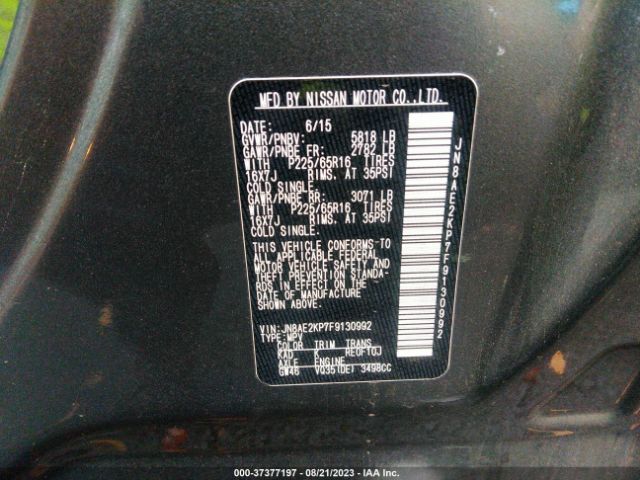 MFD BY NISSAN MOTOR CO.,LTD.
DATE: 6/15
GVWR/PNBV: 5818 LB
GAWR/PNBE FR: 2782 LB
WITH P225/65R16 TIRES
16X7J RIMS. AT 35PSI
COLD SINGLE.
GAWR/PNBE RR: 3071 LB
WITH P225/65R16 TIRES
16X7J RIMS. AT 35PSI
COLD SINGLE.
THIS VEHICLE CONFORMS TO
ALL APPLICABLE FEDERAL
MOTOR VEHICLE SAFETY AND
THEFT PREVENTION STANDA-
RDS IN EFFECT ON THE
DATE OF MANUFACTURE
SHOWN ABOVE.
VIN: JN8AE2KP7F9130992
TYPE: MPV
COLOR TRIM TRANS
KAD K RE0F10J
AXLE ENGINE
GW46 VQ35(DE) 3498CC
JN8AE2KP7F9130992
000-37377197 - 08/21/2023 - IAA Inc.